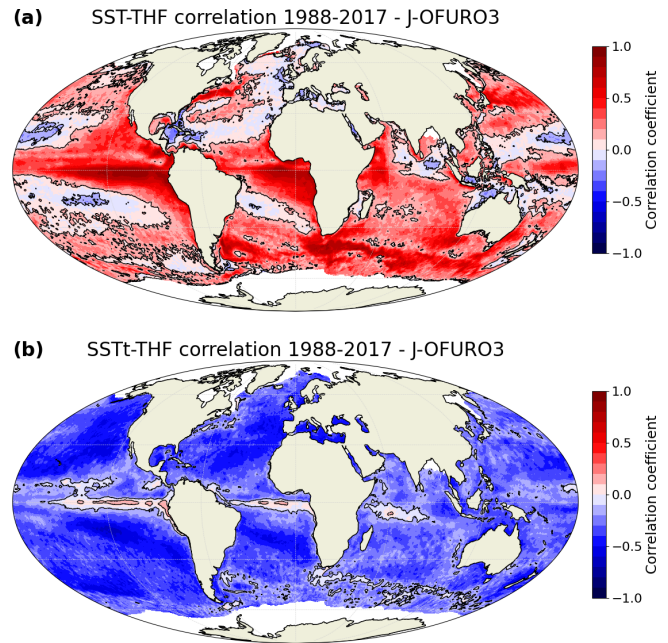 (a) SST-THF correlation 1988-2017 - J-OFURO3
1.0
0.5
0.0
−0.5
−1.0
Correlation coefficient
(b) SSTt-THF correlation 1988-2017 - J-OFURO3
1.0
0.5
0.0
−0.5
−1.0
Correlation coefficient